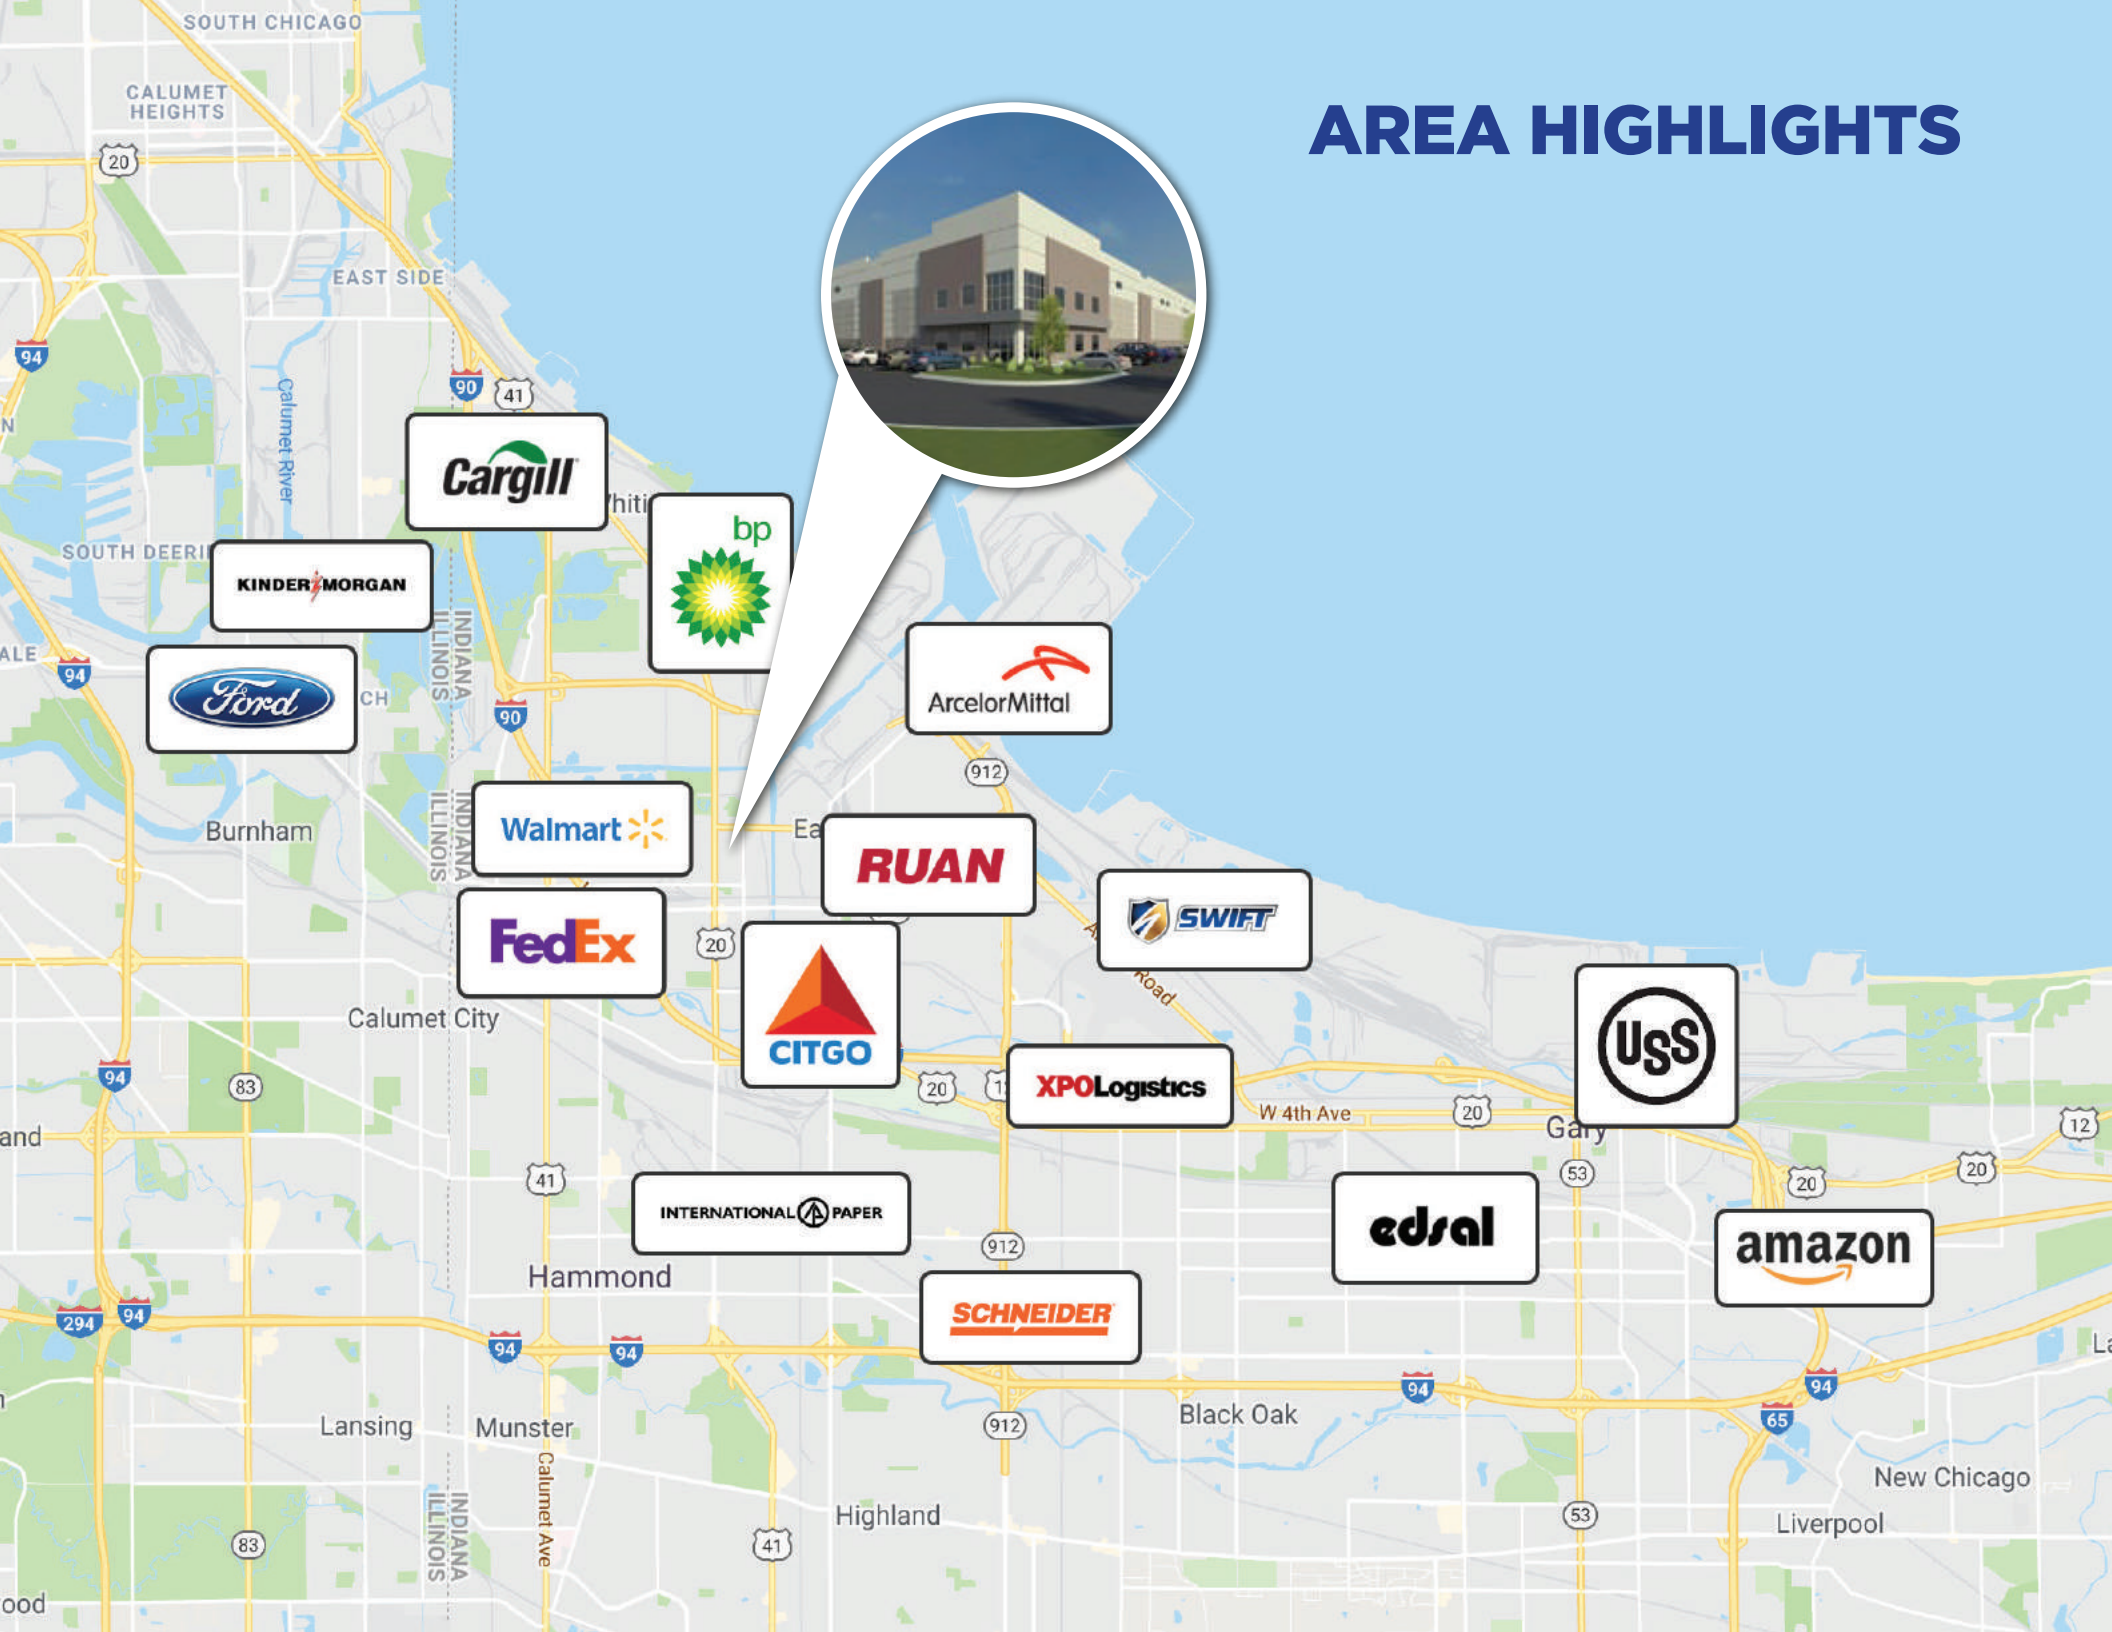 AREA HIGHLIGHTS
SOUTH CHICAGO
CALUMET
HEIGHTS
20
EAST SIDE
94
90
41
Calumet River
Cargill
bp
SOUTH
KINDER MORGAN
INDIANA
ILLINOIS
ArcelorMittal
94
Ford
90
912
INDIANA
ILLINOIS
Walmart
Burnham
RUAN
SWIFT
FedEx
20
CITGO
Road
Calumet City
USS
94
83
20
XPOLogistics
W 4th Ave
20
Gary
12
53
20
20
41
INTERNATIONAL PAPER
edsal
amazon
912
Hammond
SCHNEIDER
294
94
94
94
94
94
65
Lansing
Munster
912
Black Oak
Calumet Ave
INDIANA
ILLINOIS
New Chicago
Highland
53
Liverpool
83
41